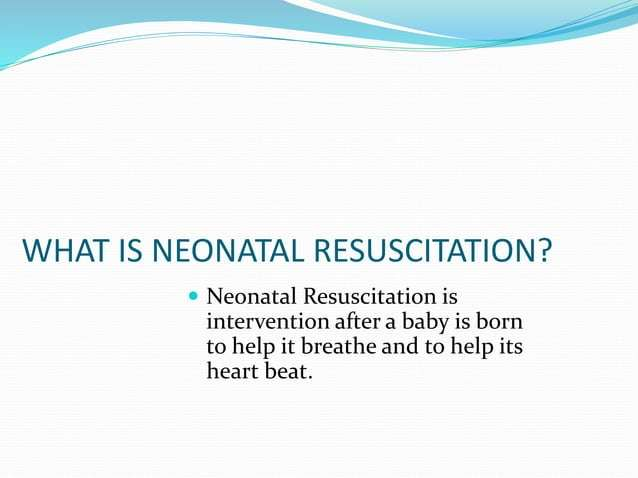 WHAT IS NEONATAL RESUSCITATION?
• Neonatal Resuscitation is
intervention after a baby is born
to help it breathe and to help its
heart beat.